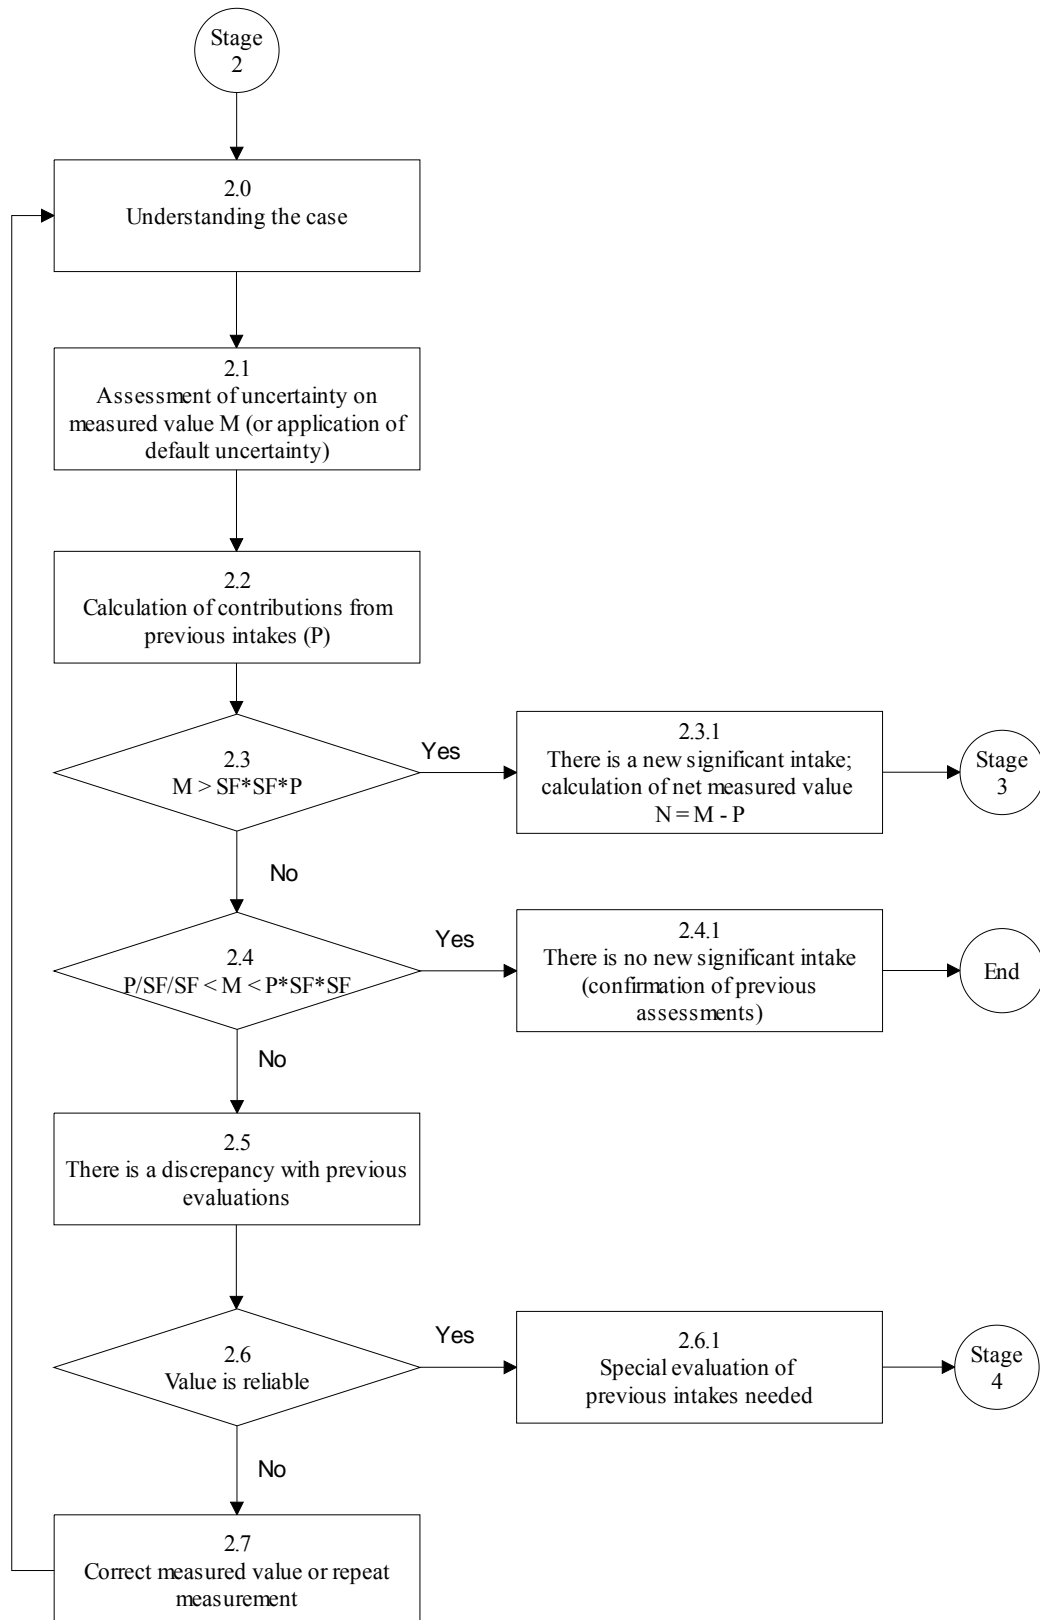 Stage
2
2.0
Understanding the case
2.1
Assessment of uncertainty on
measured value M (or application of
default uncertainty)
2.2
Calculation of contributions from
previous intakes (P)
2.3
M > SF*SF*P
Yes
2.3.1
There is a new significant intake;
calculation of net measured value
N = M - P
Stage
3
No
2.4
P/SF/SF < M < P*SF*SF
Yes
2.4.1
There is no new significant intake
(confirmation of previous
assessments)
End
No
2.5
There is a discrepancy with previous
evaluations
2.6
Value is reliable
Yes
2.6.1
Special evaluation of
previous intakes needed
Stage
4
No
2.7
Correct measured value or repeat
measurement